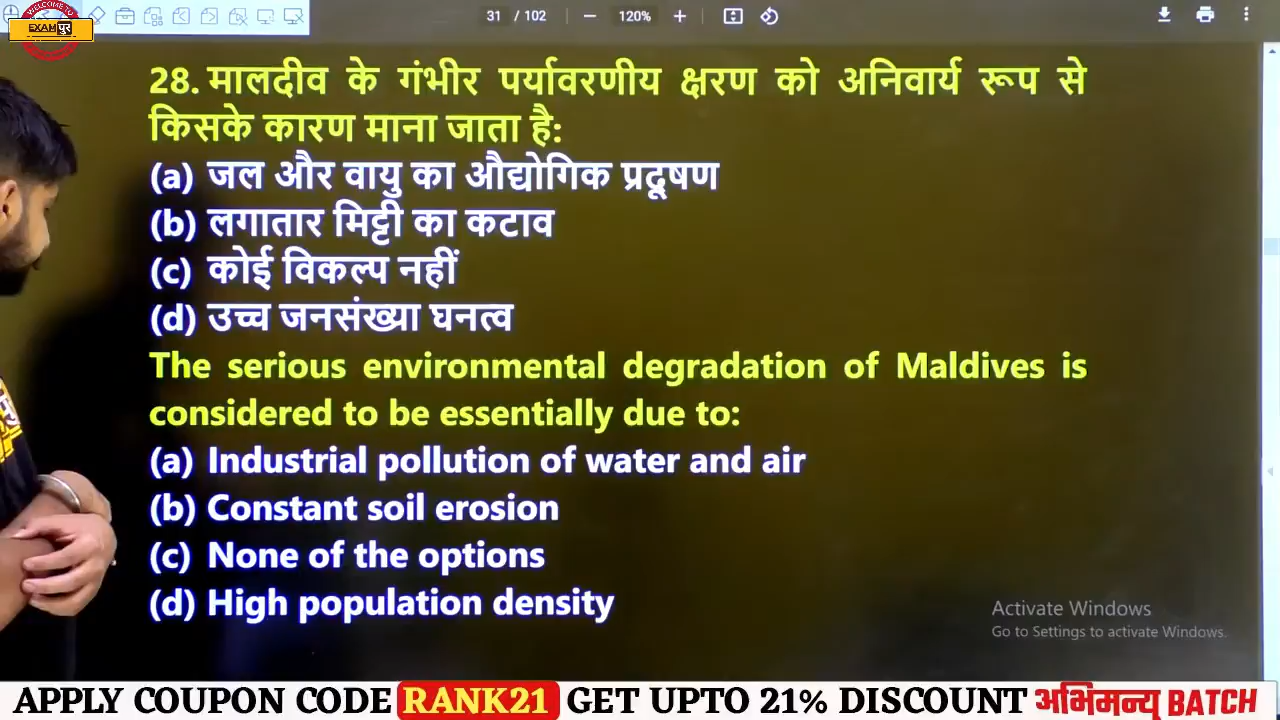 WELCOME TO
EXAM पुर
31 / 102
120%
28. मालदीव के गंभीर पर्यावरणीय क्षरण को अनिवार्य रूप से
किसके कारण माना जाता है:
(a) जल और वायु का औद्योगिक प्रदूषण
(b) लगातार मिट्टी का कटाव
(c) कोई विकल्प नहीं
(d) उच्च जनसंख्या घनत्व
The serious environmental degradation of Maldives is
considered to be essentially due to:
(a) Industrial pollution of water and air
(b) Constant soil erosion
(c) None of the options
(d) High population density
Activate Windows
Go to Settings to activate Windows.
APPLY COUPON CODE RANK21 GET UPTO 21% DISCOUNT अभिमन्यु BATCH